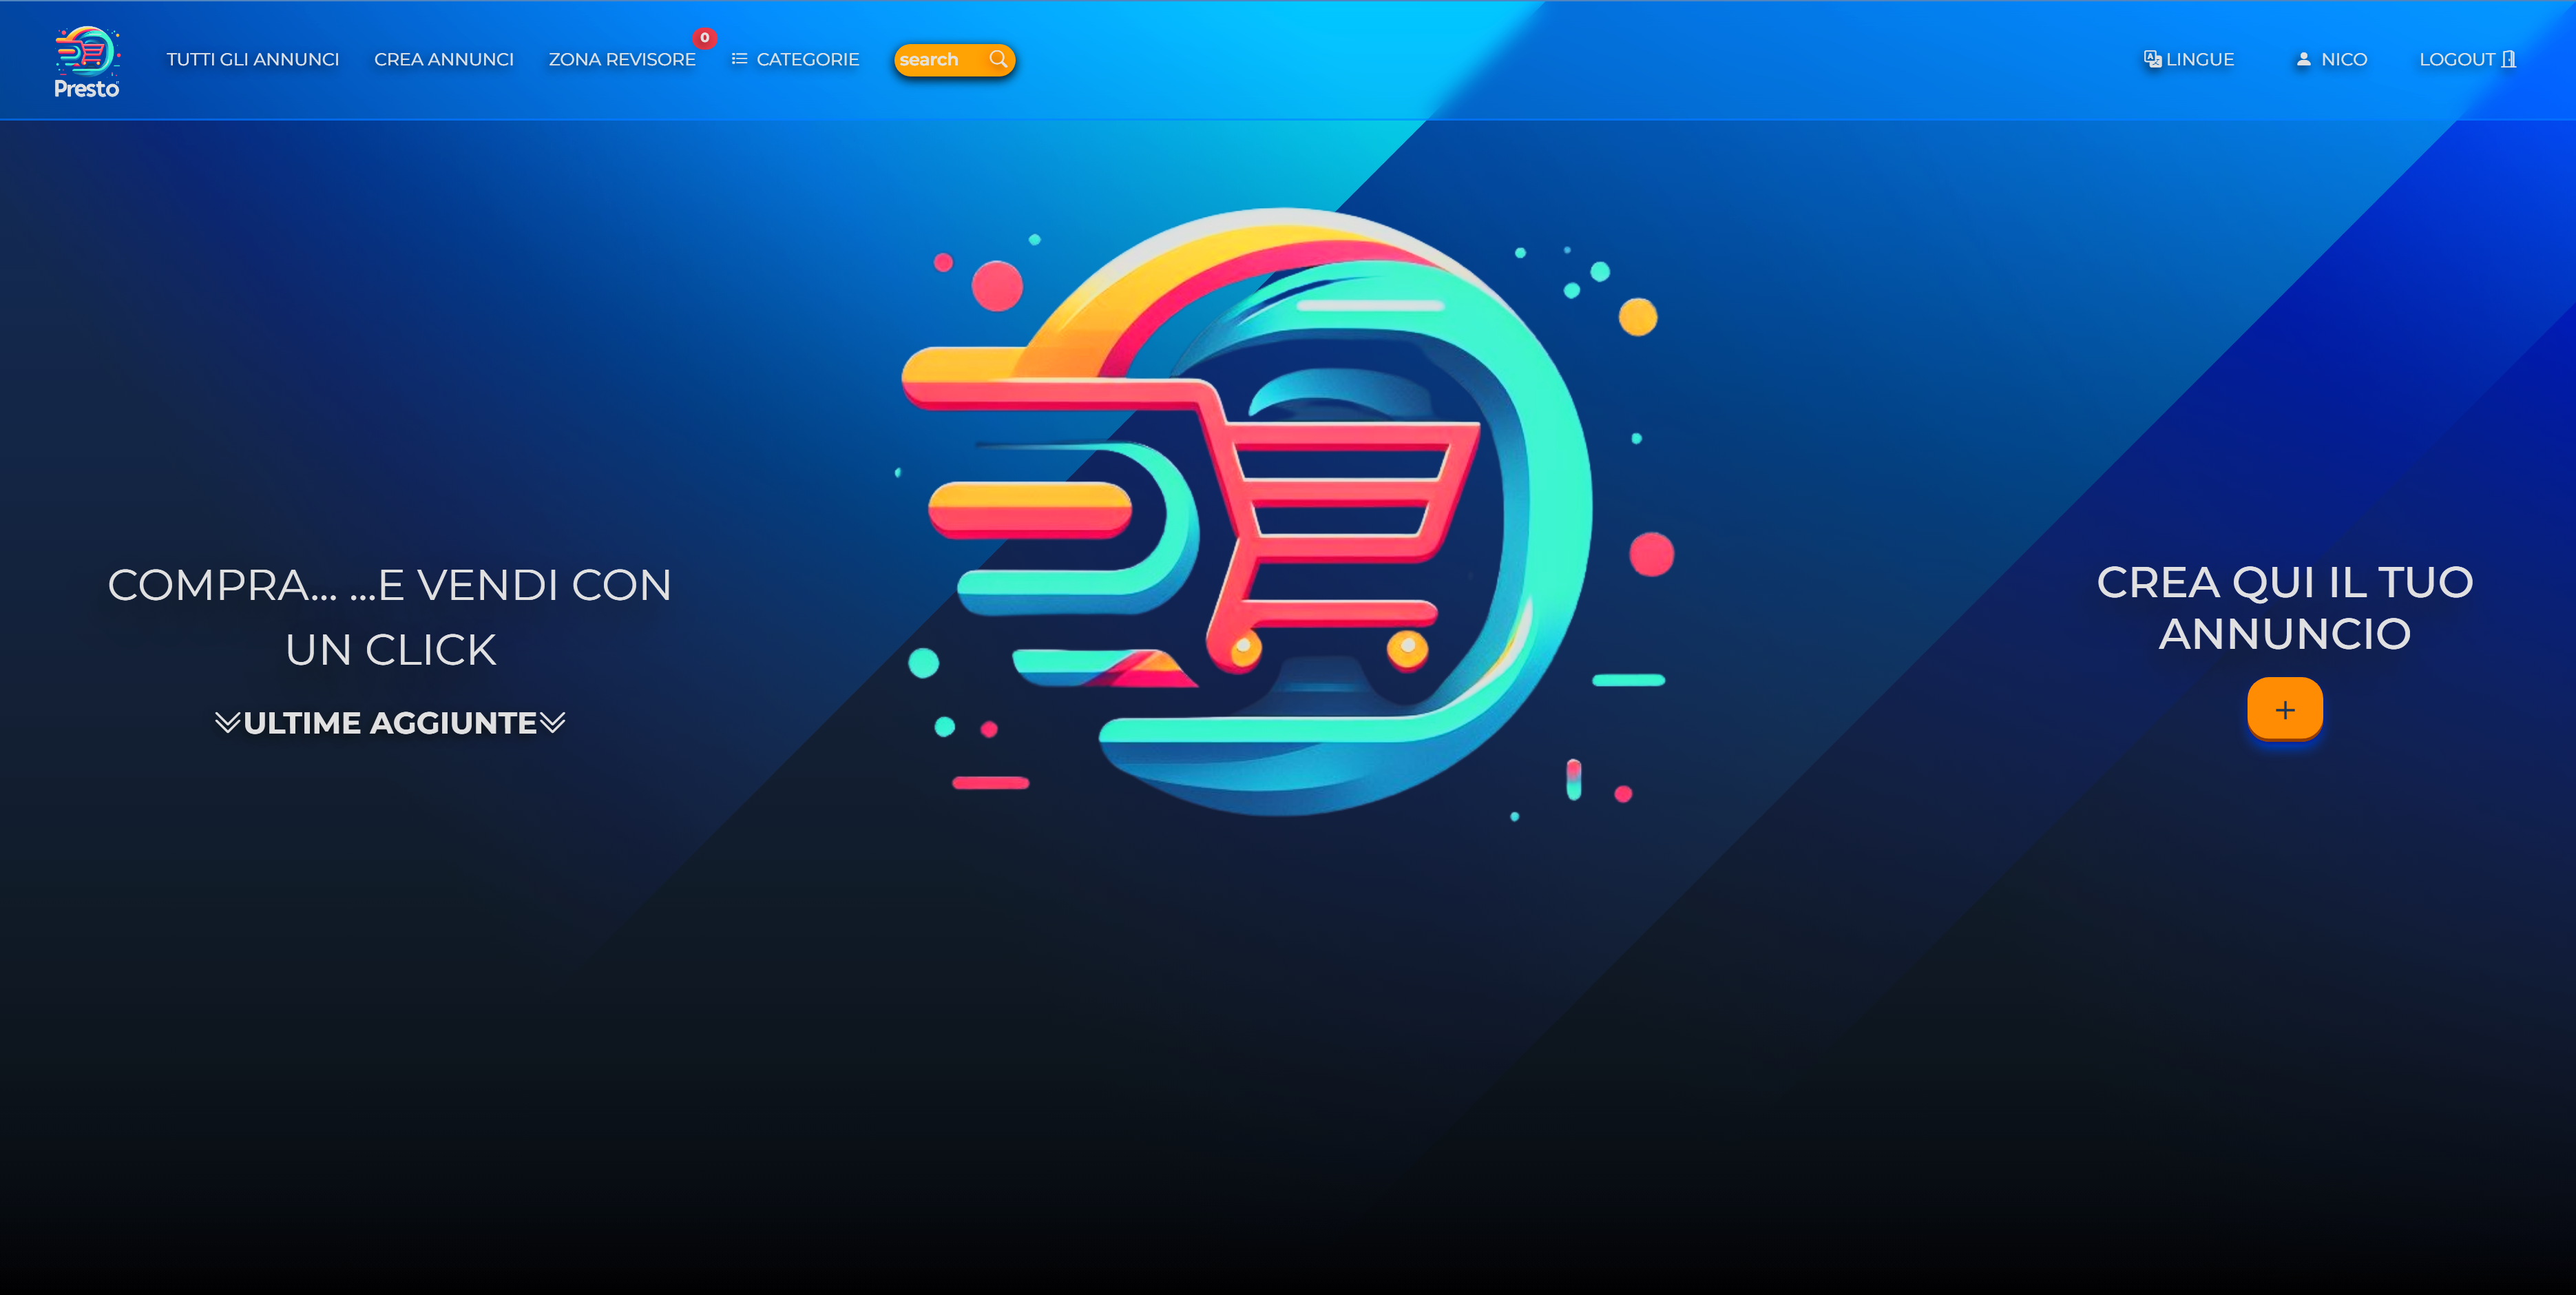 Presto
TUTTI GLI ANNUNCI
CREA ANNUNCI
ZONA REVISORE
0
CATEGORIE
search
LINGUE
NICO
LOGOUT
COMPRA... ...E VENDI CON
UN CLICK
ULTIME AGGIUNTE
CREA QUI IL TUO
ANNUNCIO
+